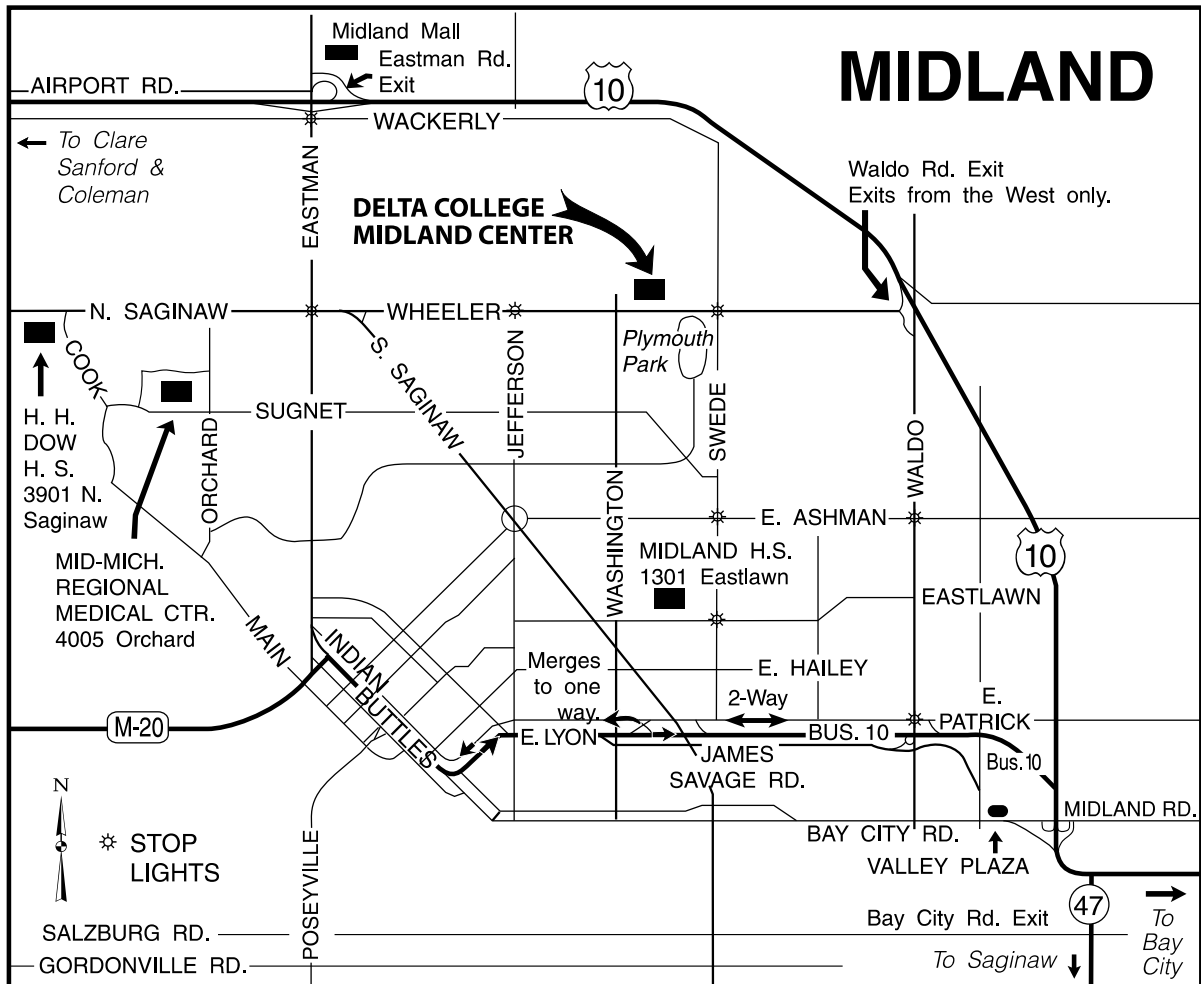 MIDLAND
Midland Mall
Eastman Rd.
Exit
AIRPORT RD.
10
WACKERLY
To Clare
Sanford &
Coleman
EASTMAN
Waldo Rd. Exit
Exits from the West only.
DELTA COLLEGE
MIDLAND CENTER
N. SAGINAW
WHEELER
COOK
S. SAGINAW
JEFFERSON
Plymouth
Park
SWEDE
WALDO
H. H.
DOW
H. S.
3901 N.
Saginaw
SUGNET
ORCHARD
WASHINGTON
E. ASHMAN
10
MID-MICH.
REGIONAL
MEDICAL CTR.
4005 Orchard
MIDLAND H.S.
1301 Eastlawn
EASTLAWN
MAIN
INDIAN
BUTTLES
Merges
to one
way.
E. HAILEY
2-Way
E.
PATRICK
M-20
E. LYON
BUS. 10
Bus. 10
JAMES
SAVAGE RD.
N
STOP
LIGHTS
POSEYVILLE
MIDLAND RD.
BAY CITY RD.
VALLEY PLAZA
47
Bay City Rd. Exit
To
Bay
City
SALZBURG RD.
GORDONVILLE RD.
To Saginaw